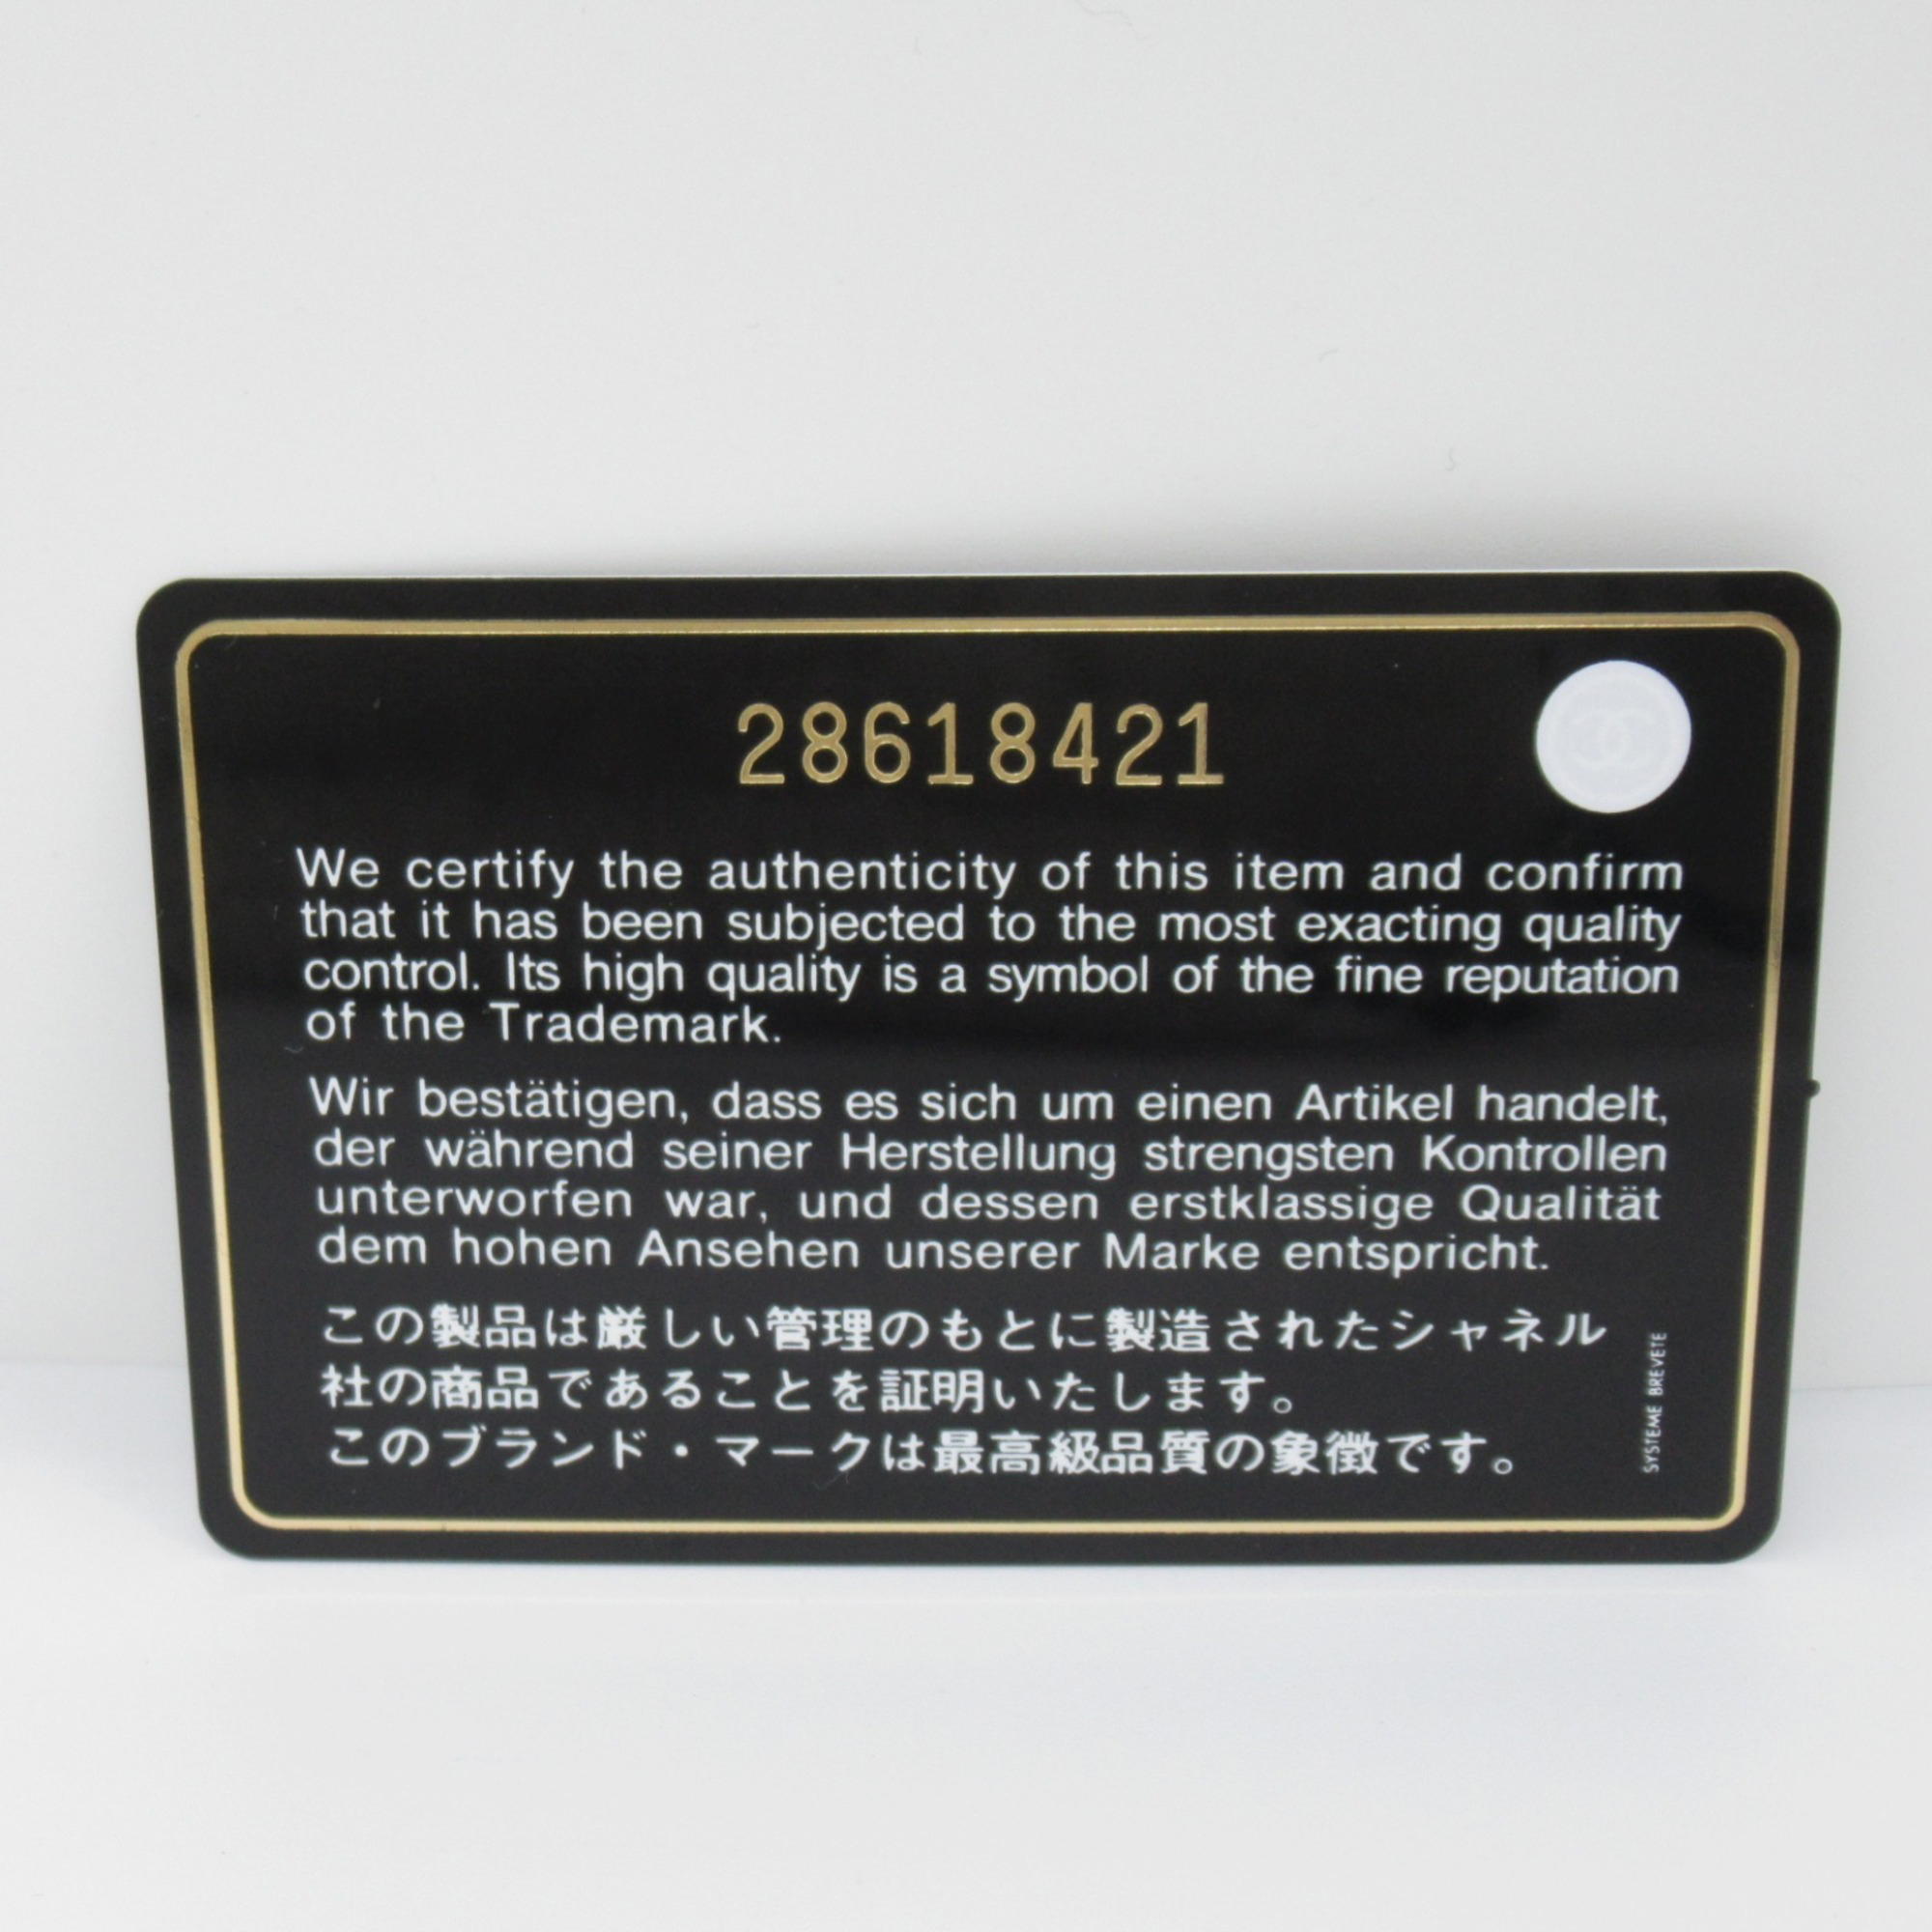 28618421
We certify the authenticity of this item and confirm
that it has been subjected to the most exacting quality
control. Its high quality is a symbol of the fine reputation
of the Trademark.
Wir bestätigen, dass es sich um einen Artikel handelt,
der während seiner Herstellung strengsten Kontrollen
unterworfen war, und dessen erstklassige Qualität
dem hohen Ansehen unserer Marke entspricht.
この製品は厳しい管理のもとに製造されたシャネル
社の商品であることを証明いたします。
このブランド・マークは最高級品質の象徴です。
SYSTEME BREVETE